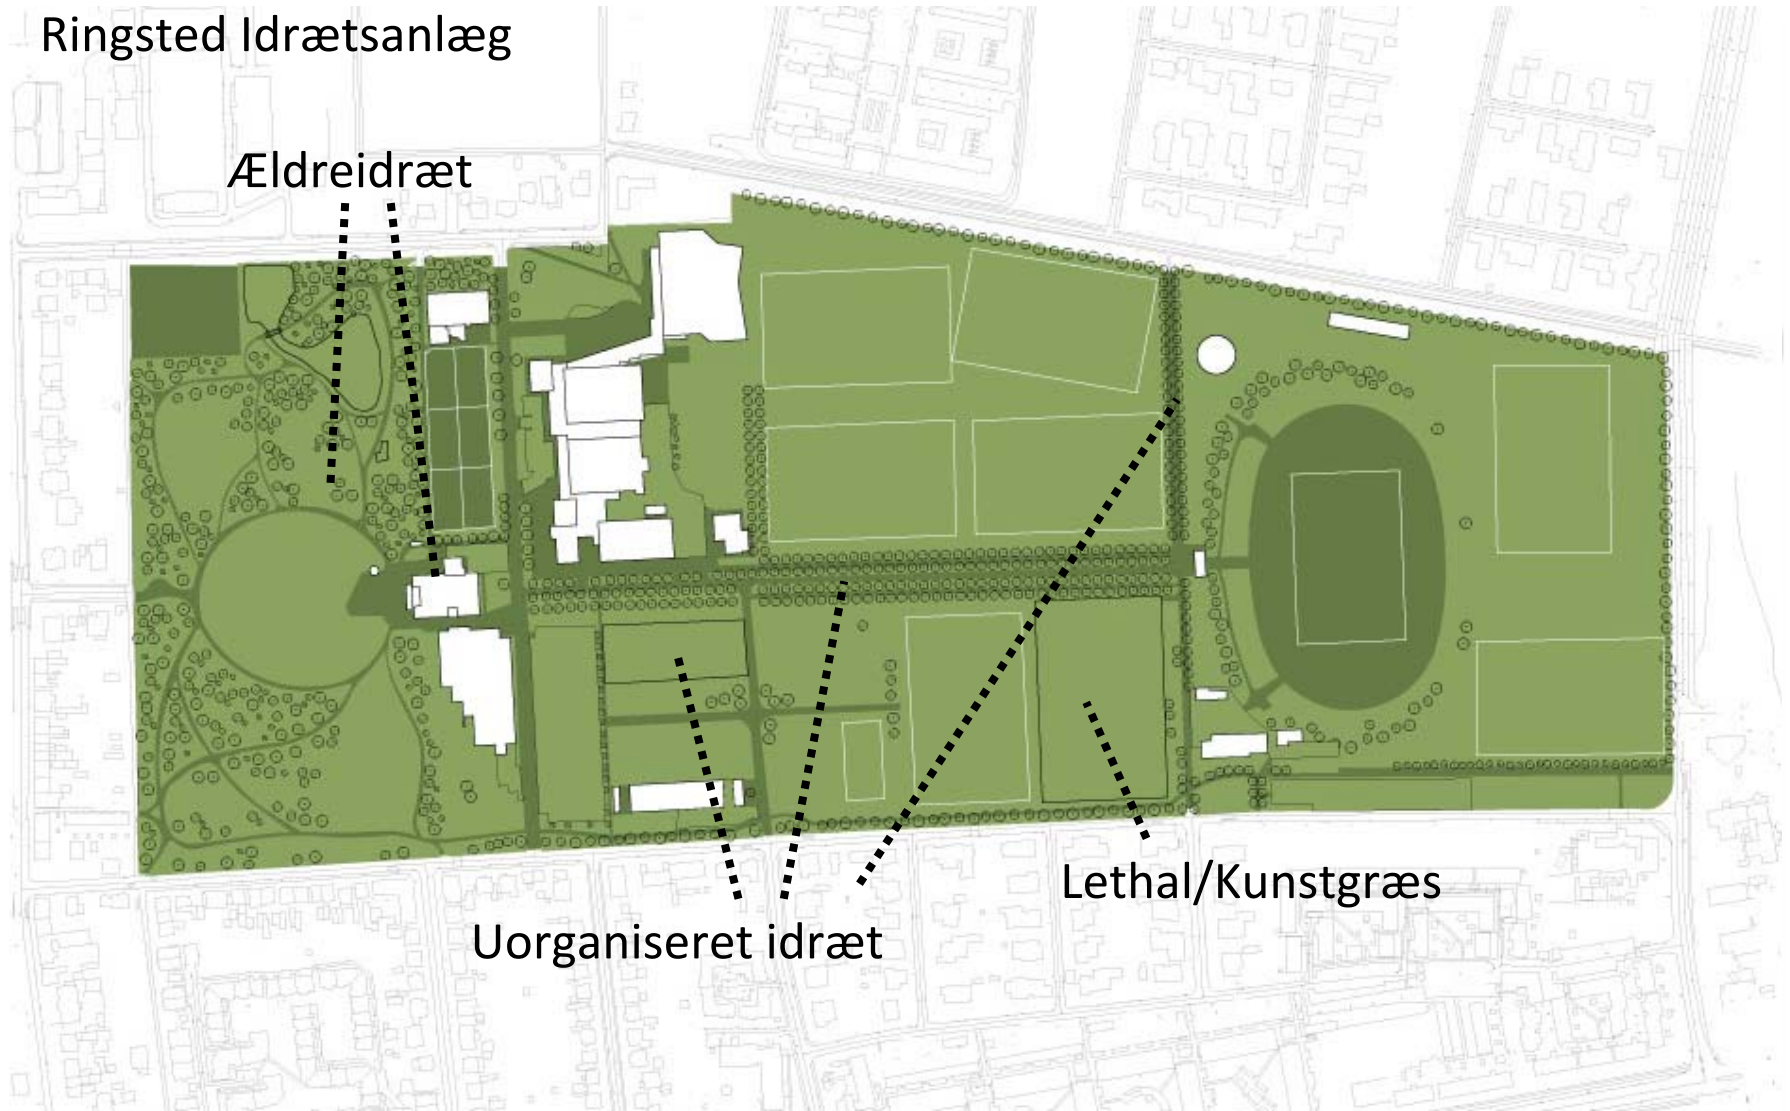 Ringsted Idrætsanlæg
Ældreidræt
Lethal/Kunstgræs
Uorganiseret idræt